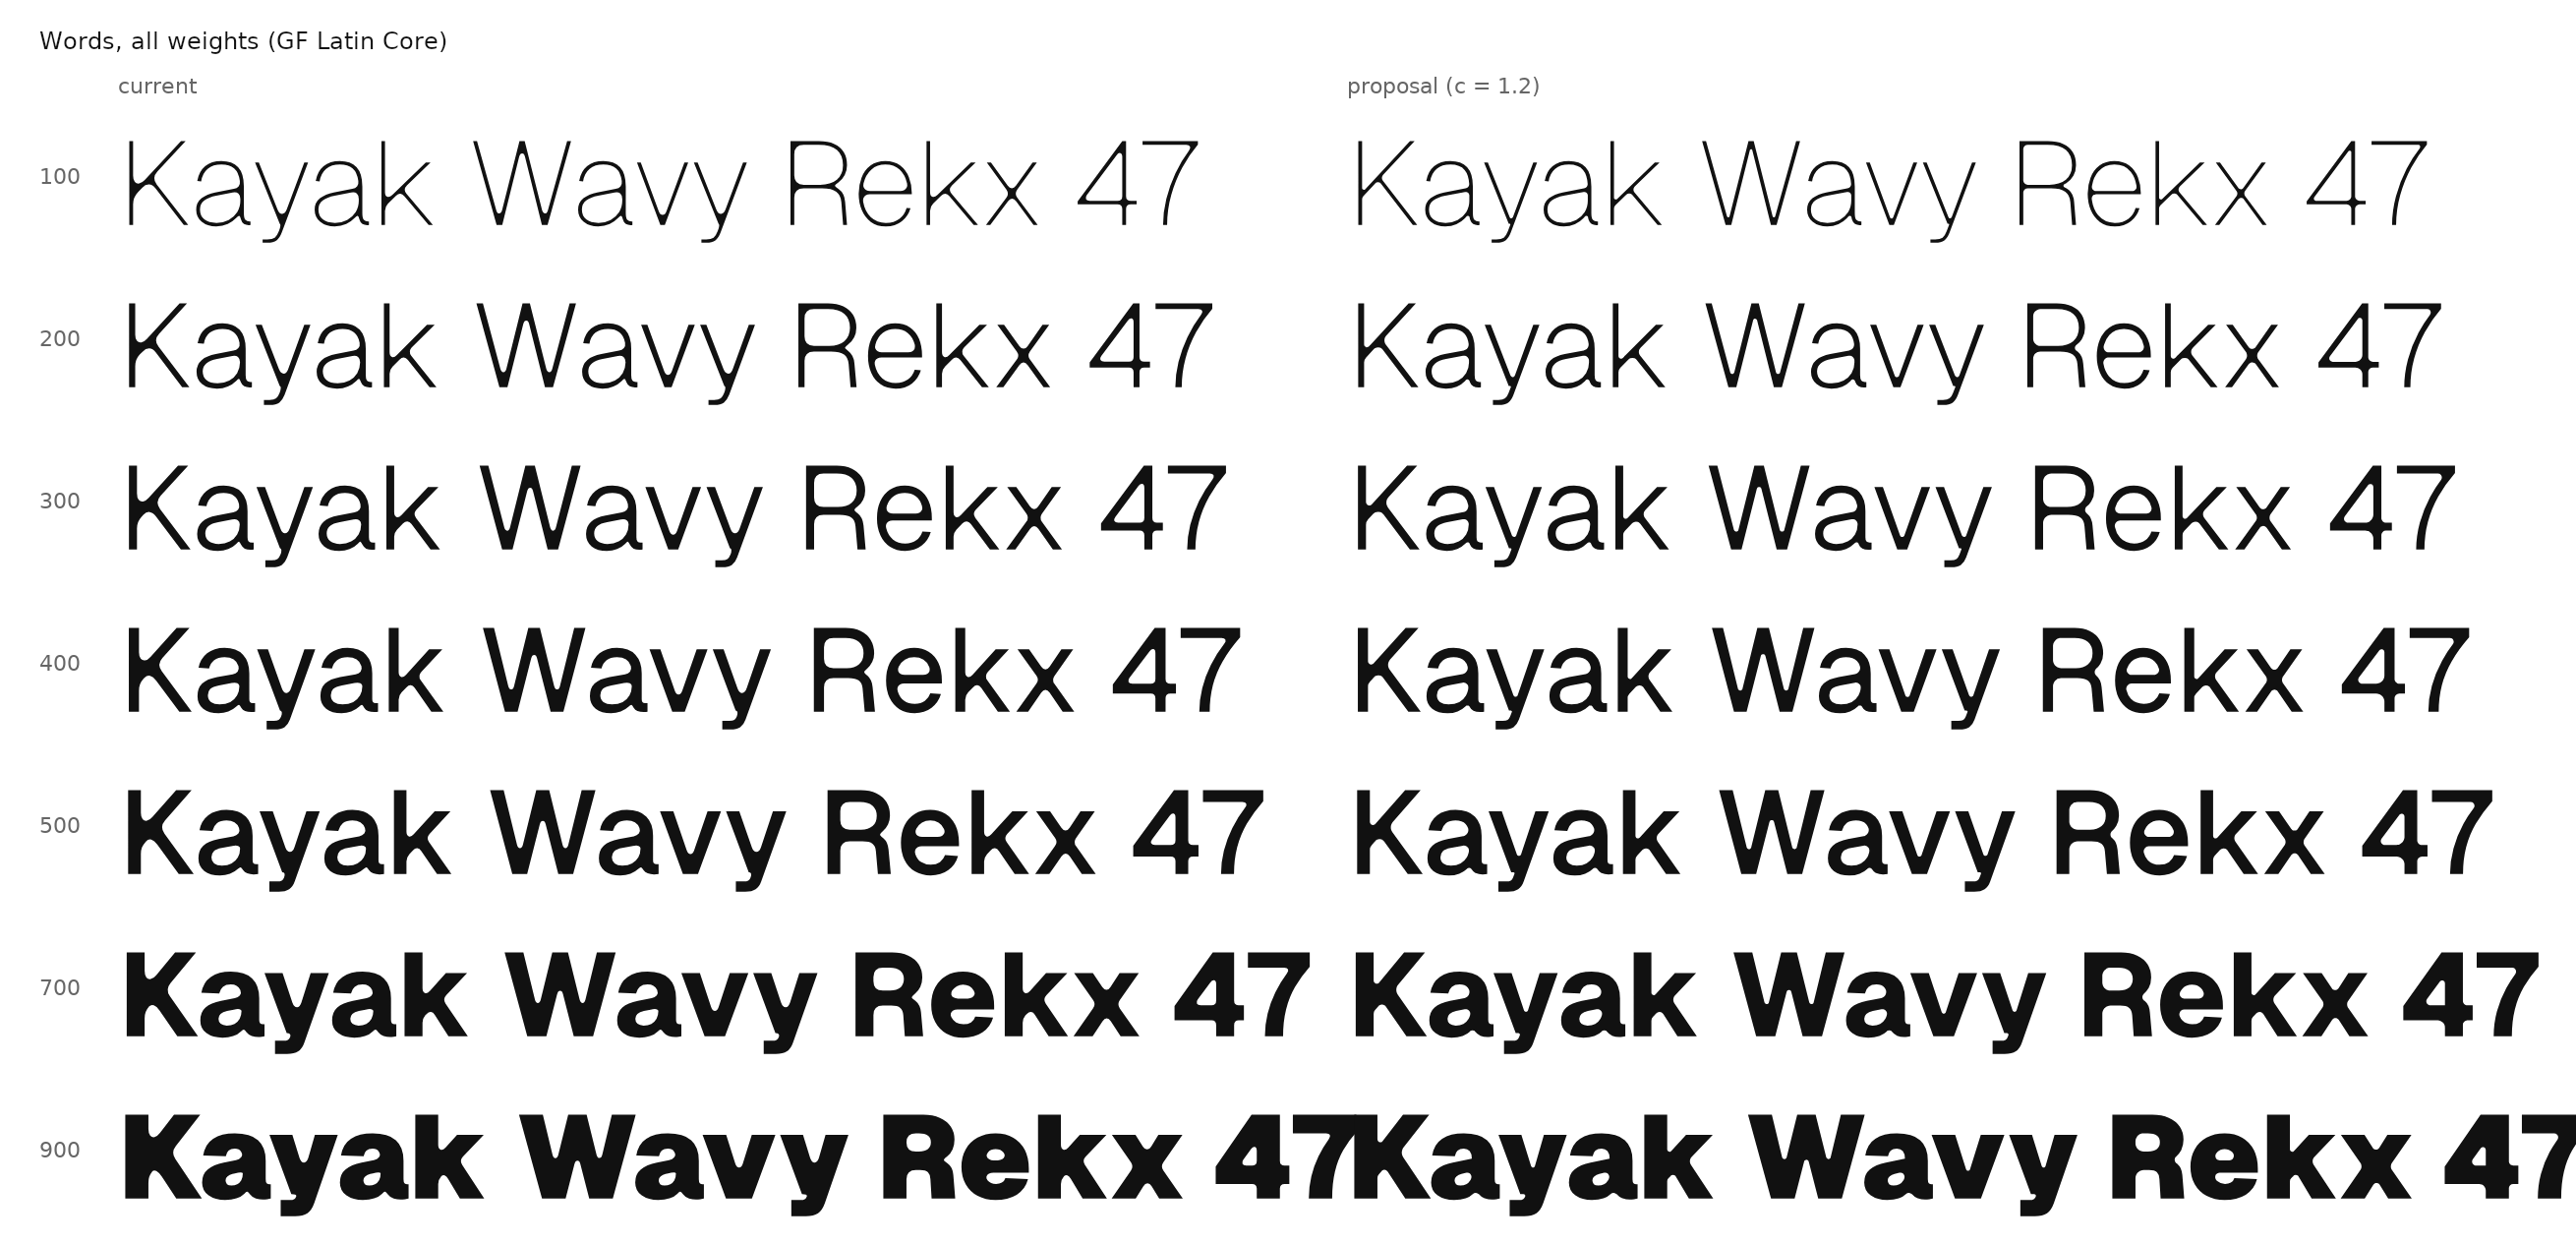 Words, all weights (GF Latin Core)
current proposal (c = 1.2)
100 Kayak Wavy Rekx 47 Kayak Wavy Rekx 47
200 Kayak Wavy Rekx 47 Kayak Wavy Rekx 47
300 Kayak Wavy Rekx 47 Kayak Wavy Rekx 47
400 Kayak Wavy Rekx 47 Kayak Wavy Rekx 47
500 Kayak Wavy Rekx 47 Kayak Wavy Rekx 47
700 Kayak Wavy Rekx 47 Kayak Wavy Rekx 47
900 Kayak Wavy Rekx 47 Kayak Wavy Rekx 47